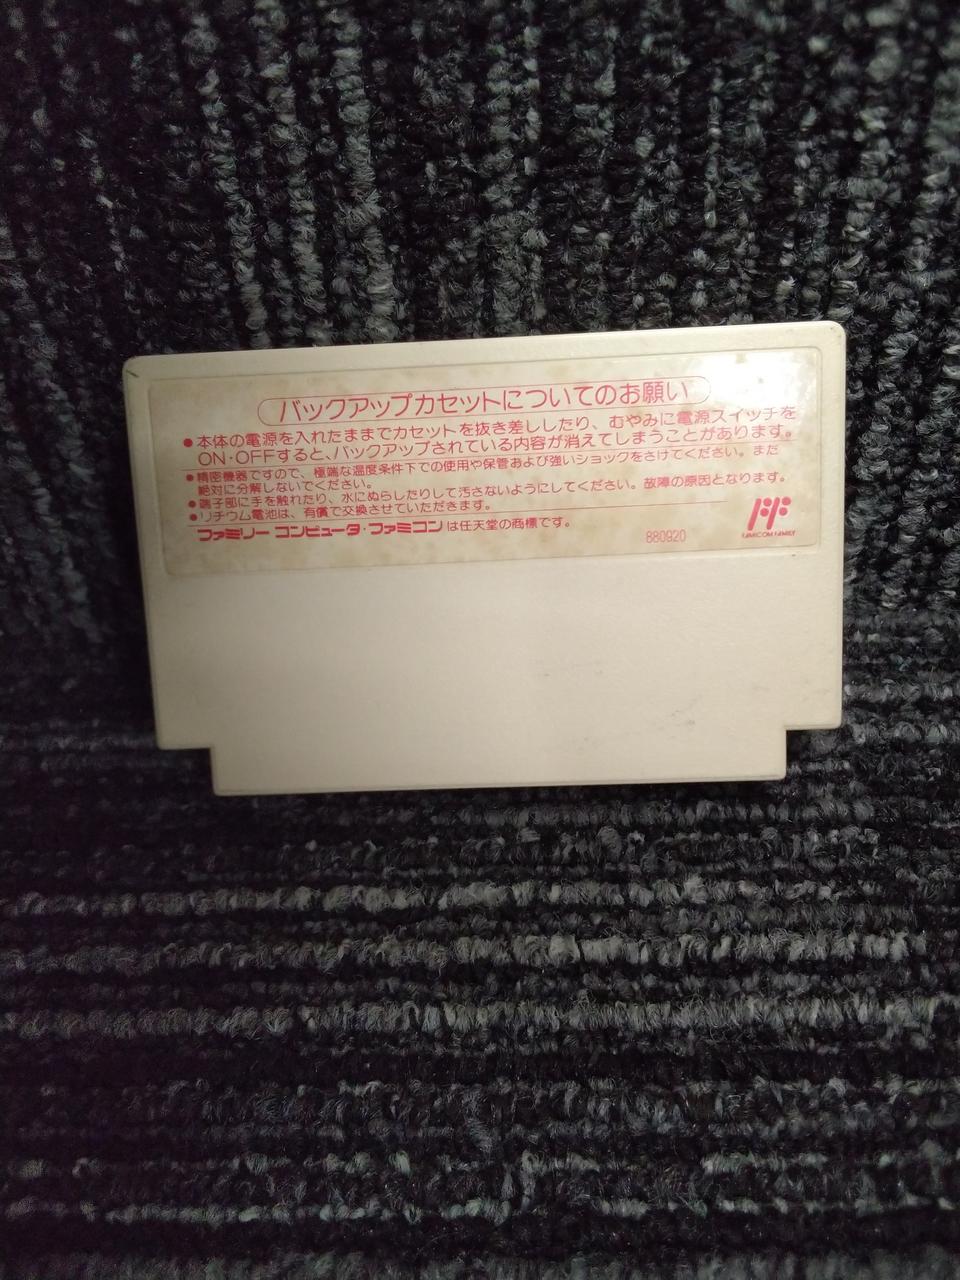 バックアップカセットについてのお願い
●本体の電源を入れたままでカセットを抜き差ししたり、むやみに電源スイッチを
ON・OFFすると、バックアップされている内容が消えてしまうことがあります。
●精密機器ですので、極端な温度条件下での使用や保管および強いショックをさけてください。また
絶対に分解しないでください。
●端子部に手を触れたり、水にぬらしたりして汚さないようにしてください。故障の原因となります。
●リチウム電池は、有償で交換させていただきます。
ファミリーコンピュータ・ファミコンは任天堂の商標です。
880920
FAMICOM FAMILY